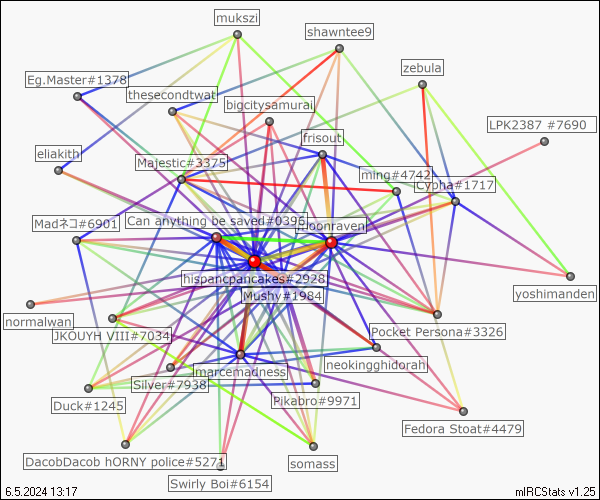 mukszi
shawntee9
zebula
Eg.Master#1378
thesecondtwat
bigcitysamurai
LPK2387 #7690
frisout
eliakith
Majestic#3375
ming#4742
Cypha#1717
Madネコ#6901
Can anything be saved#0395
moonraven
hispancpancakes#2928
yoshimanden
Mushy#1984
normalwan
JKOUYH VIII#7034
Pocket Persona#3326
neokingghidorah
marcemadness
Silver#7938
Duck#1245
Pikabro#9971
Fedora Stoat#4479
DacobDacob hORNY police#5271
somass
Swirly Boi#6154
6.5.2024 13:17
mIRCStats v1.25